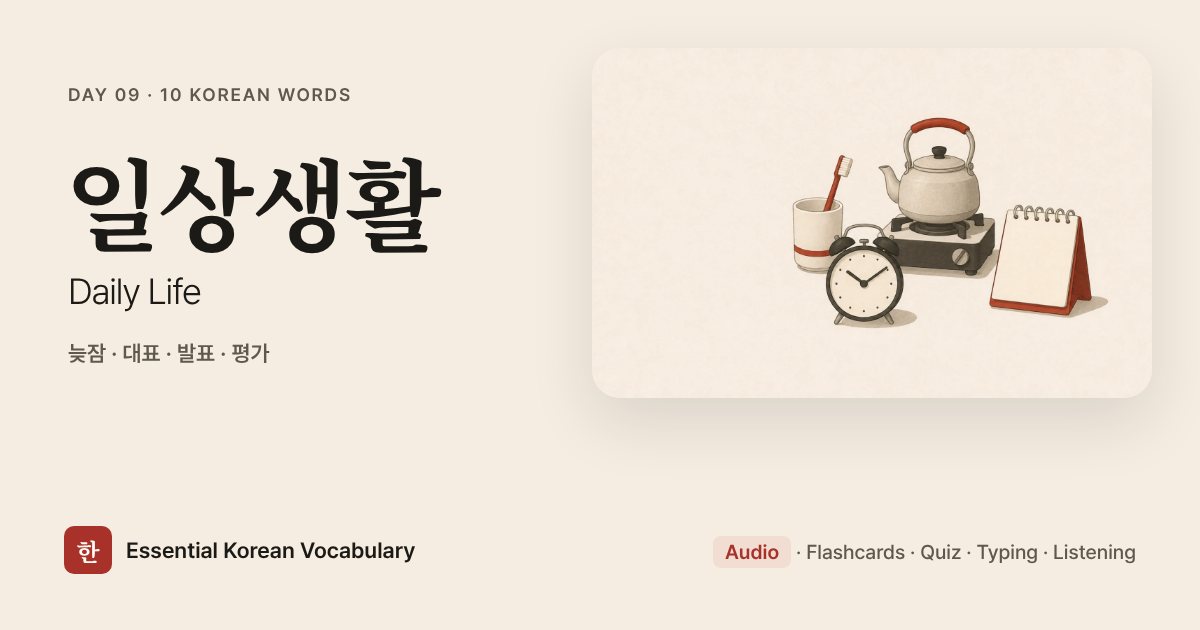 DAY 09 · 10 KOREAN WORDS
일상생활
Daily Life
늦잠 · 대표 · 발표 · 평가
한 Essential Korean Vocabulary
Audio · Flashcards · Quiz · Typing · Listening